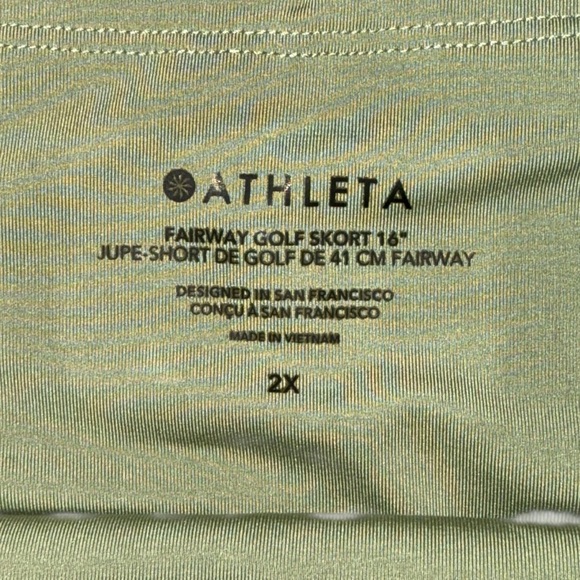 ATHLETA
FAIRWAY GOLF SKORT 16"
JUPE-SHORT DE GOLF DE 41 CM FAIRWAY
DESIGNED IN SAN FRANCISCO
CONÇU À SAN FRANCISCO
MADE IN VIETNAM
2X